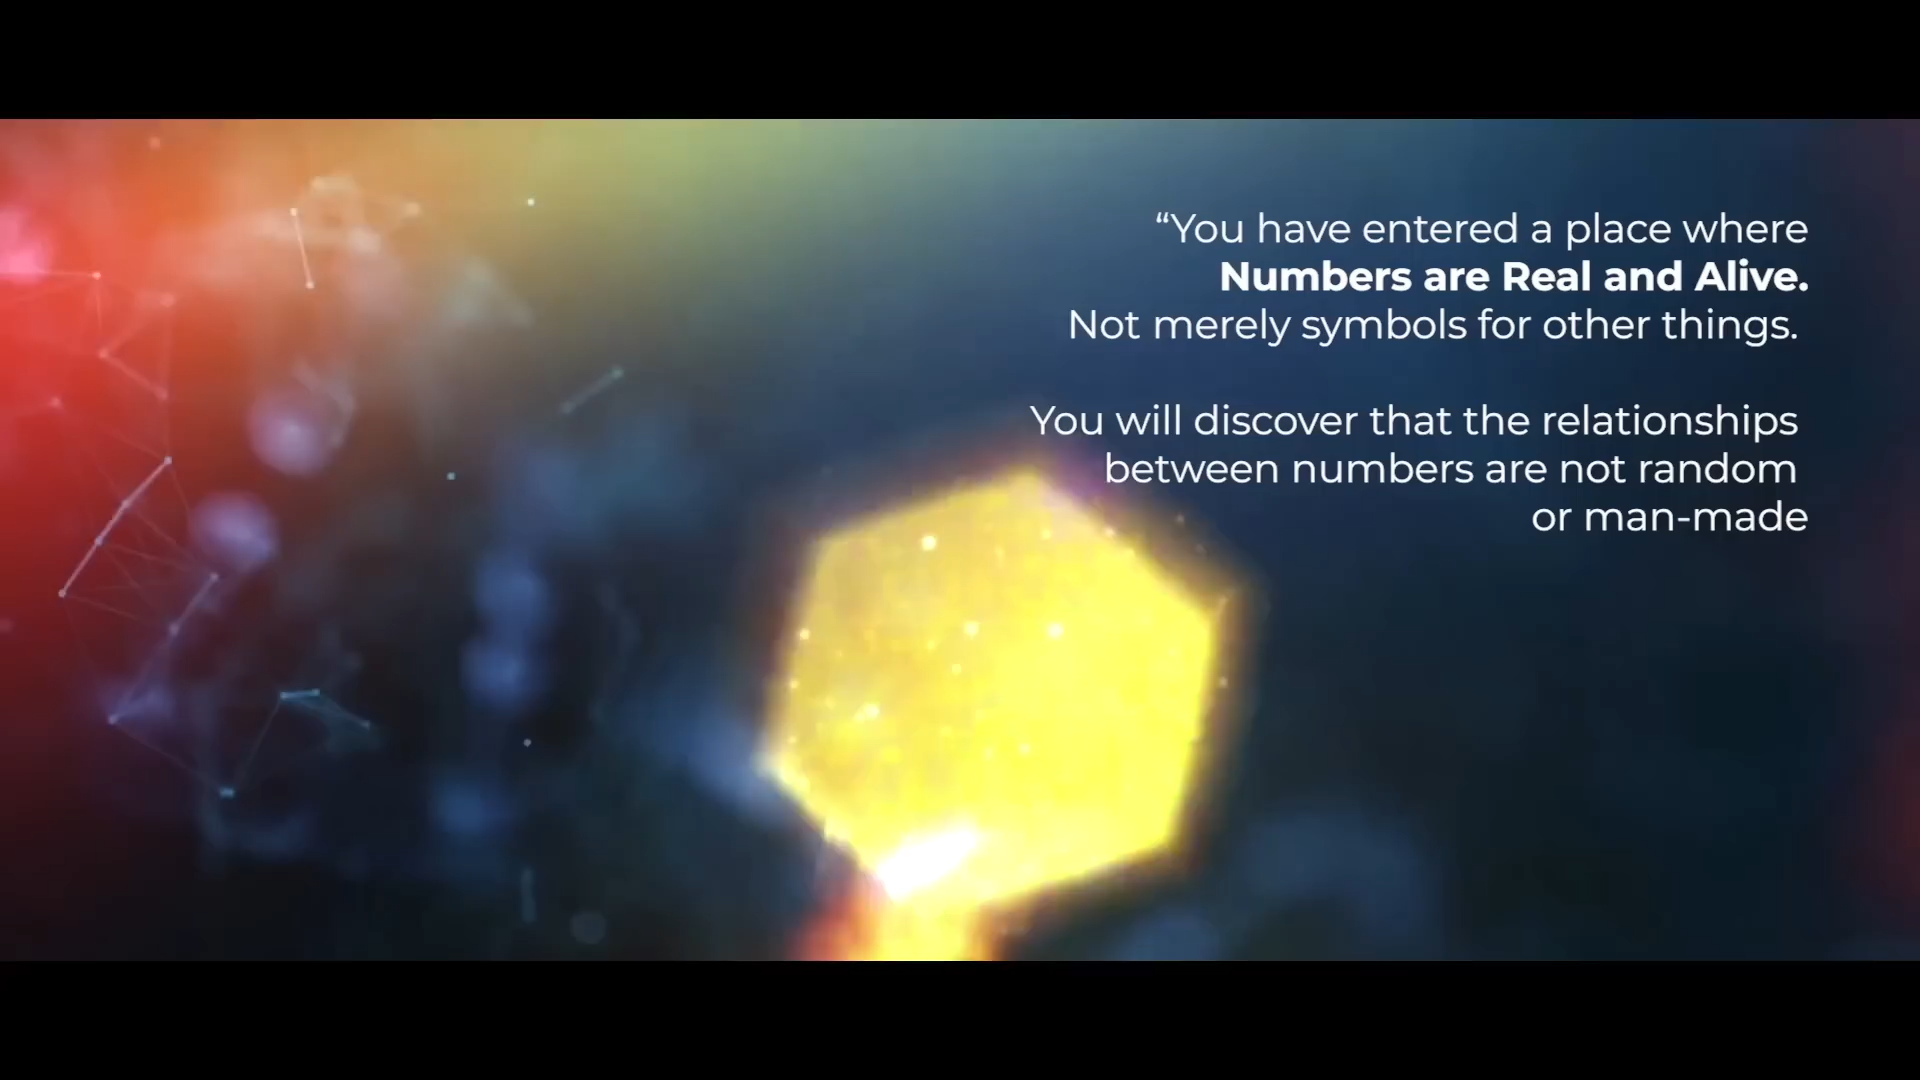 “You have entered a place where
Numbers are Real and Alive.
Not merely symbols for other things.
You will discover that the relationships
between numbers are not random
or man-made